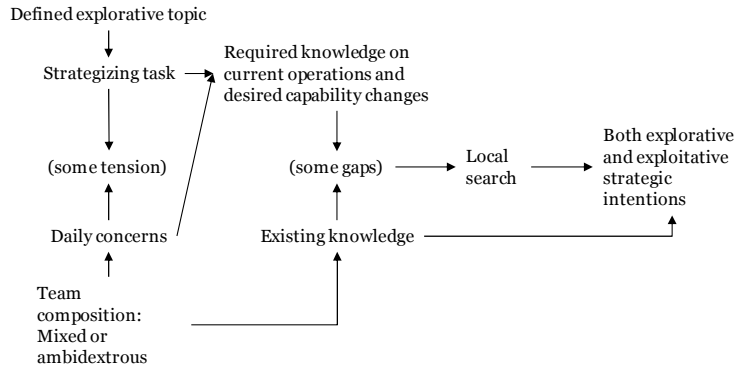 Defined explorative topic
Strategizing task
Required knowledge on
current operations and
desired capability changes
(some tension)
(some gaps)
Local
search
Both explorative
and exploitative
strategic
intentions
Daily concerns
Existing knowledge
Team
composition:
Mixed or
ambidextrous